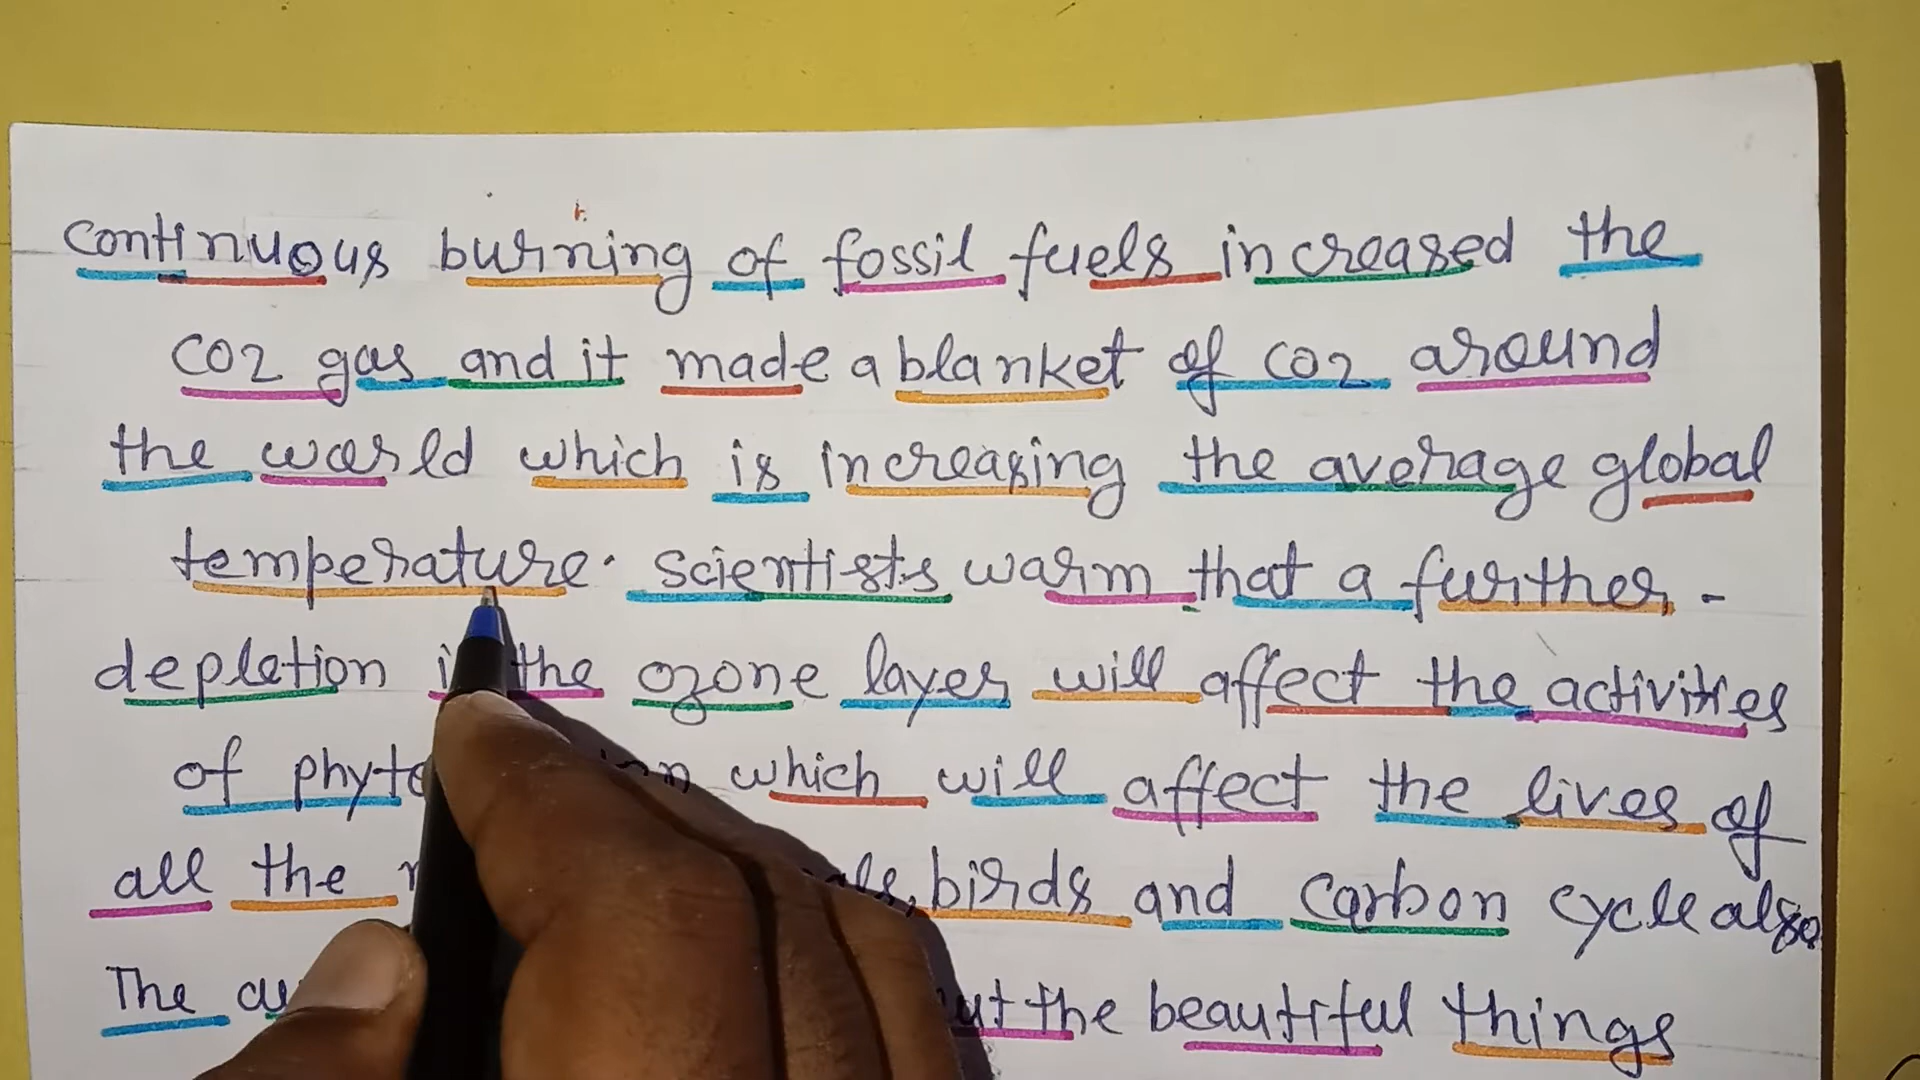 continuous burning of fossil fuels increased the
CO2 gas and it made a blanket of CO2 around
the world which is increasing the average global
temperature. Scientists warm that a further -
depletion the ozone layer will affect the activities
of which will affect the lives of
all the birds and carbon cycle also
The the beautiful things